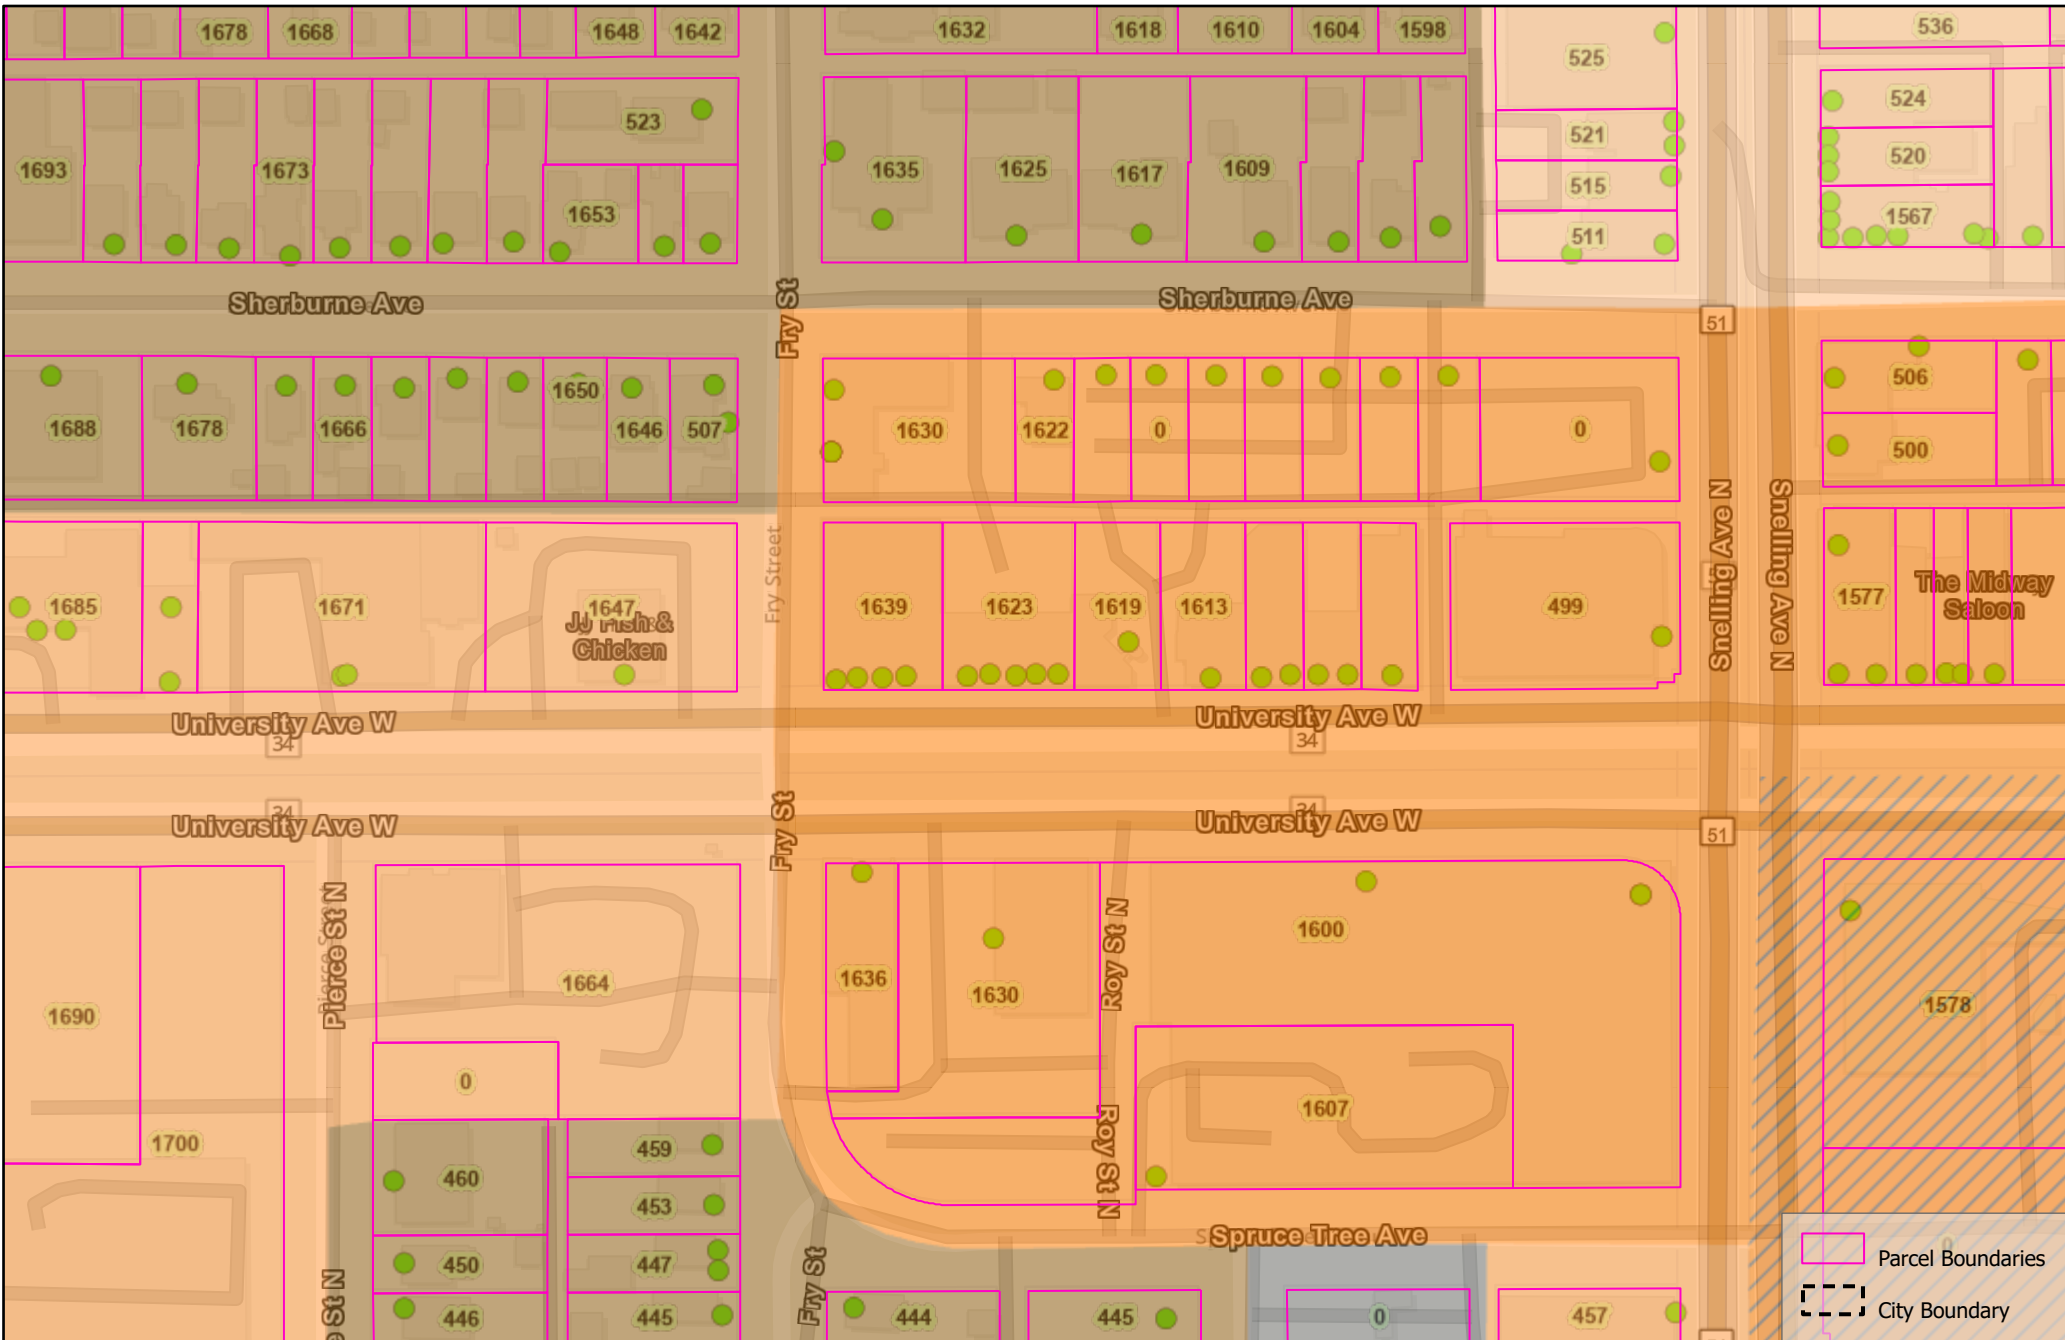 1678 1668 1648 1642 1632 1618 1610 1604 1598 525 536
523 521 524
1693 1673 1635 1625 1617 1609 515 520
1653 511 1567
Sherburne Ave Fry St Sherburne Ave 51
1650 506
1688 1678 1666 1646 507 1630 1622 0 0 500
Fry Street Snelling Ave N Snelling Ave N
1685 1671 1647 1639 1623 1619 1613 499 1577 The Midway
Saloon
JJ Fish &
Chicken
University Ave W University Ave W
34 34
34 34
University Ave W Fry St University Ave W 51
Pierce St N Roy St N
Pierce Street
1690 1664 1636 1630 1600 1578
0 1607
1700 459 Roy St N
460 453
450 447 Fry St Spruce Tree Ave
446 445 444 445 0 457
0
Parcel Boundaries
City Boundary